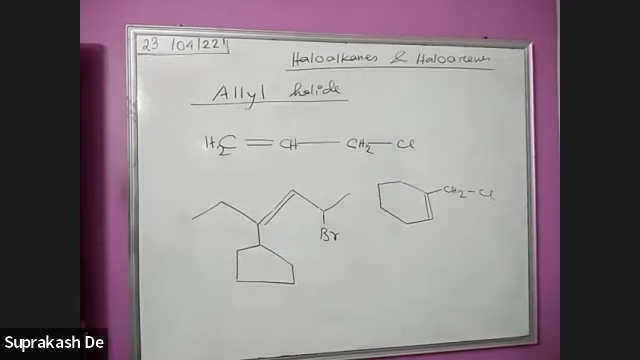 23/04/22
Haloalkanes & Haloarenes
Allyl halide
H₂C=CH—CH₂—Cl
CH₂-Cl
Br
Suprakash De